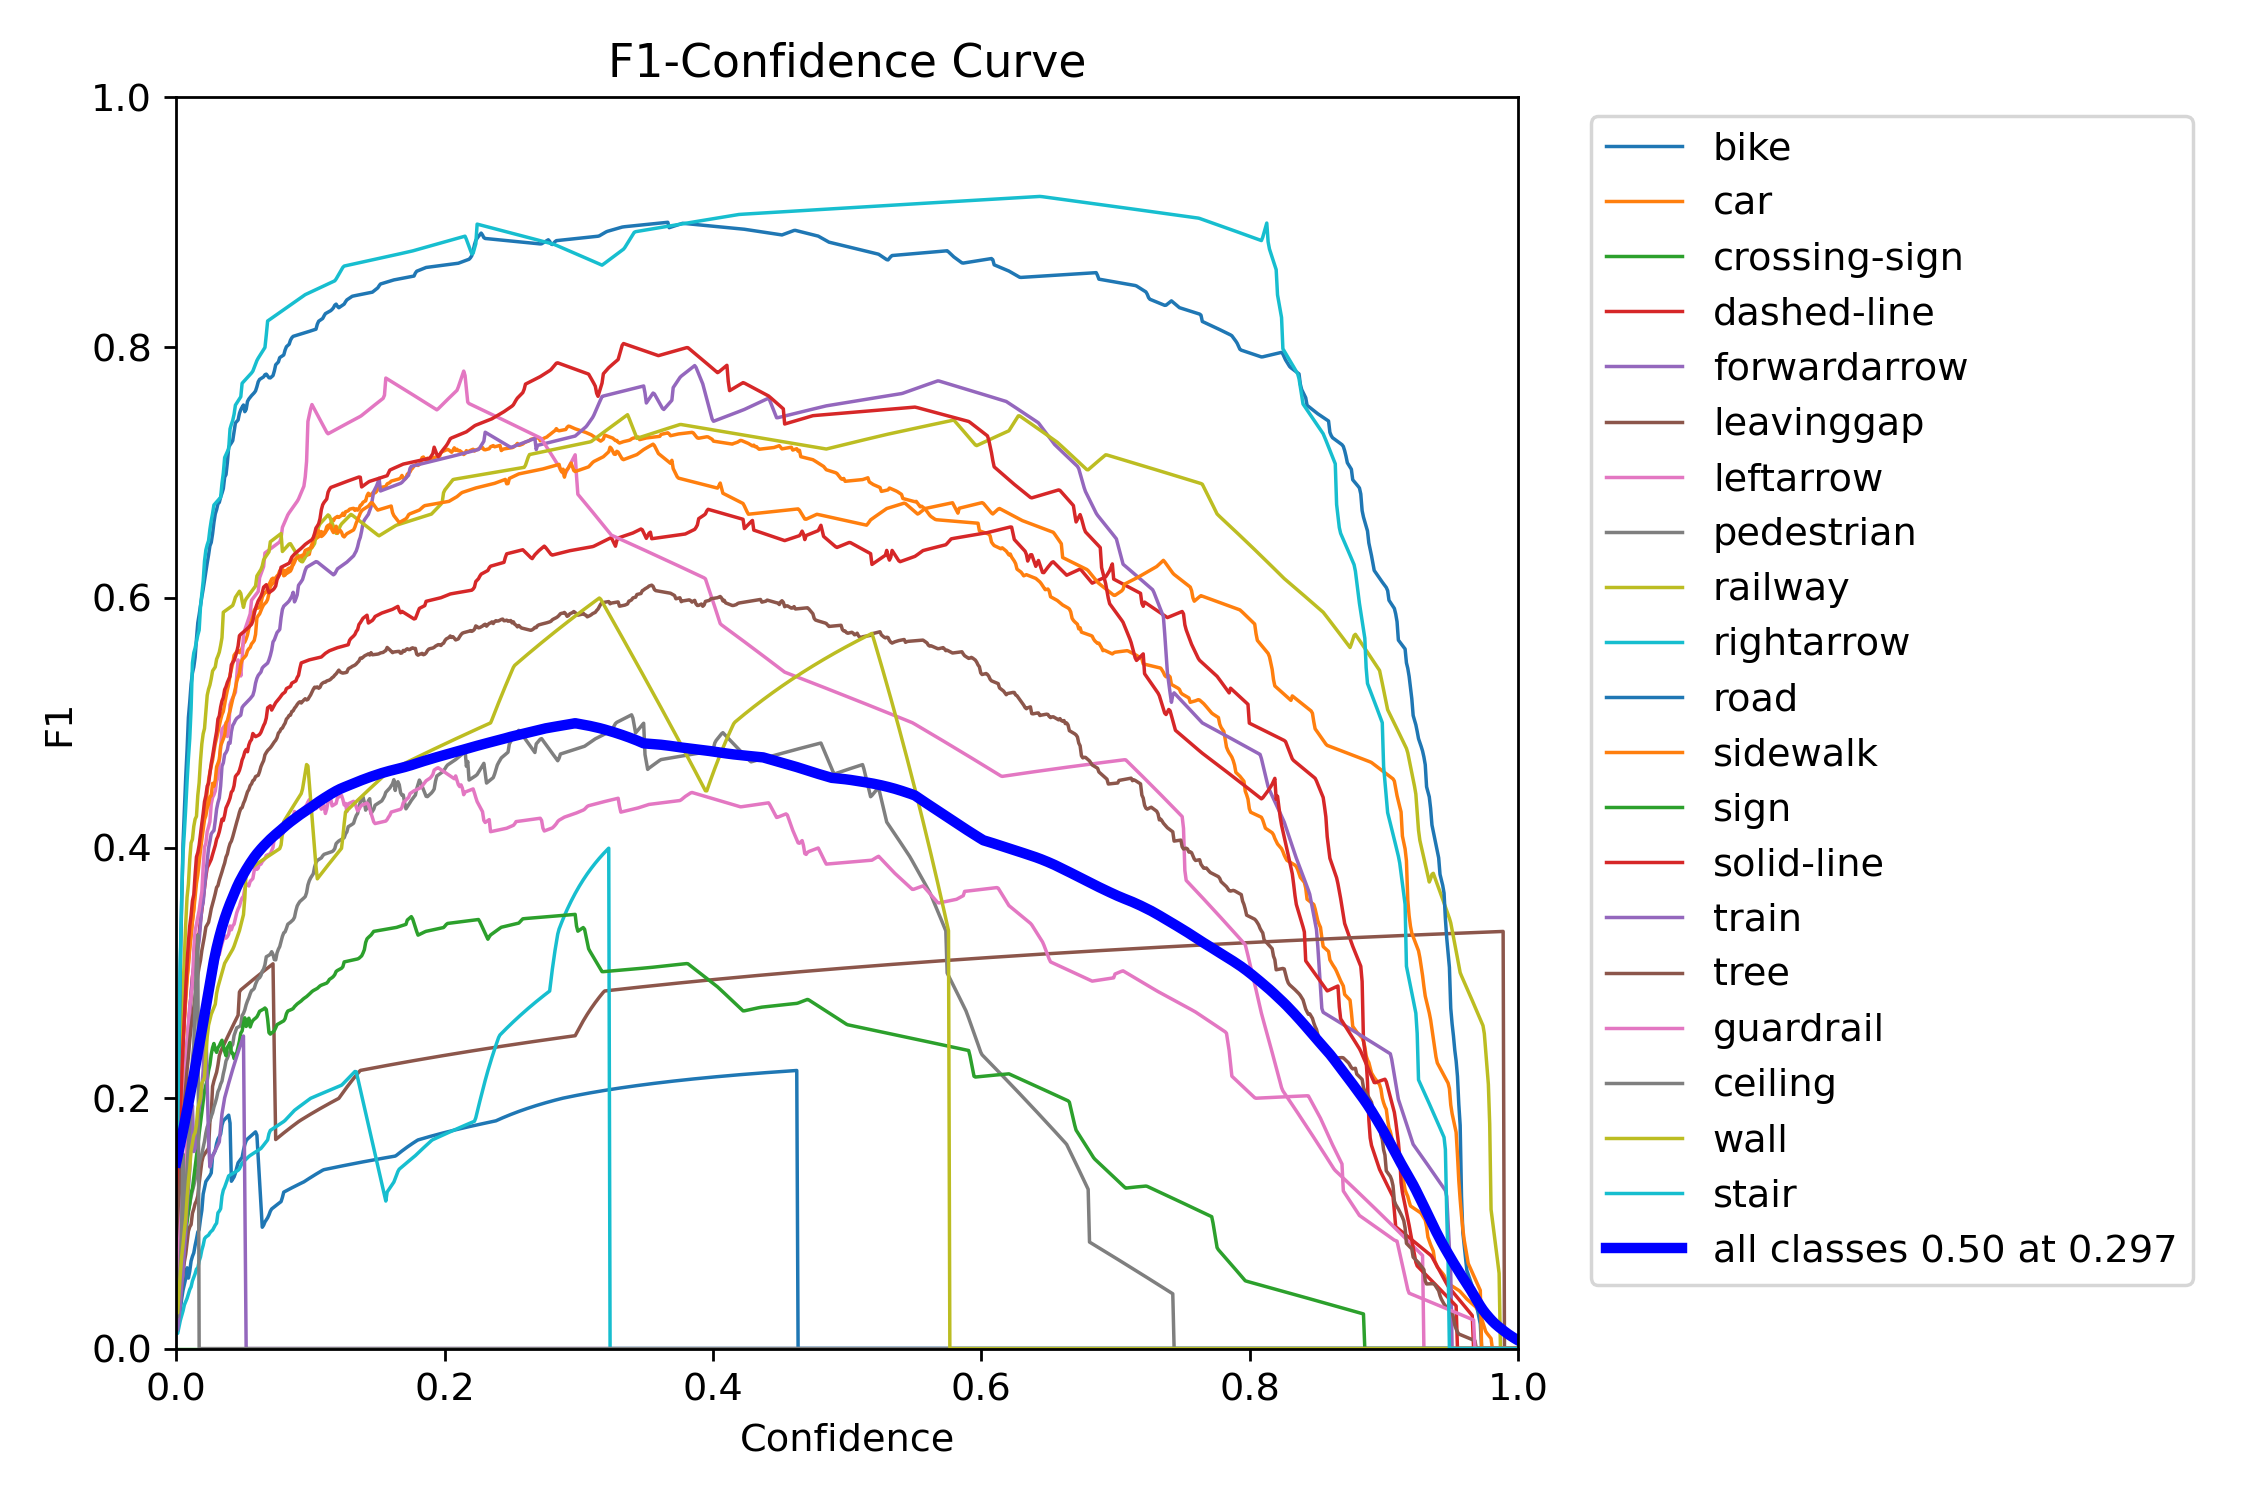 F1-Confidence Curve
1.0
0.8
0.6
0.4
0.2
0.0
F1
0.0 0.2 0.4 0.6 0.8 1.0
Confidence
bike
car
crossing-sign
dashed-line
forwardarrow
leavinggap
leftarrow
pedestrian
railway
rightarrow
road
sidewalk
sign
solid-line
train
tree
guardrail
ceiling
wall
stair
all classes 0.50 at 0.297